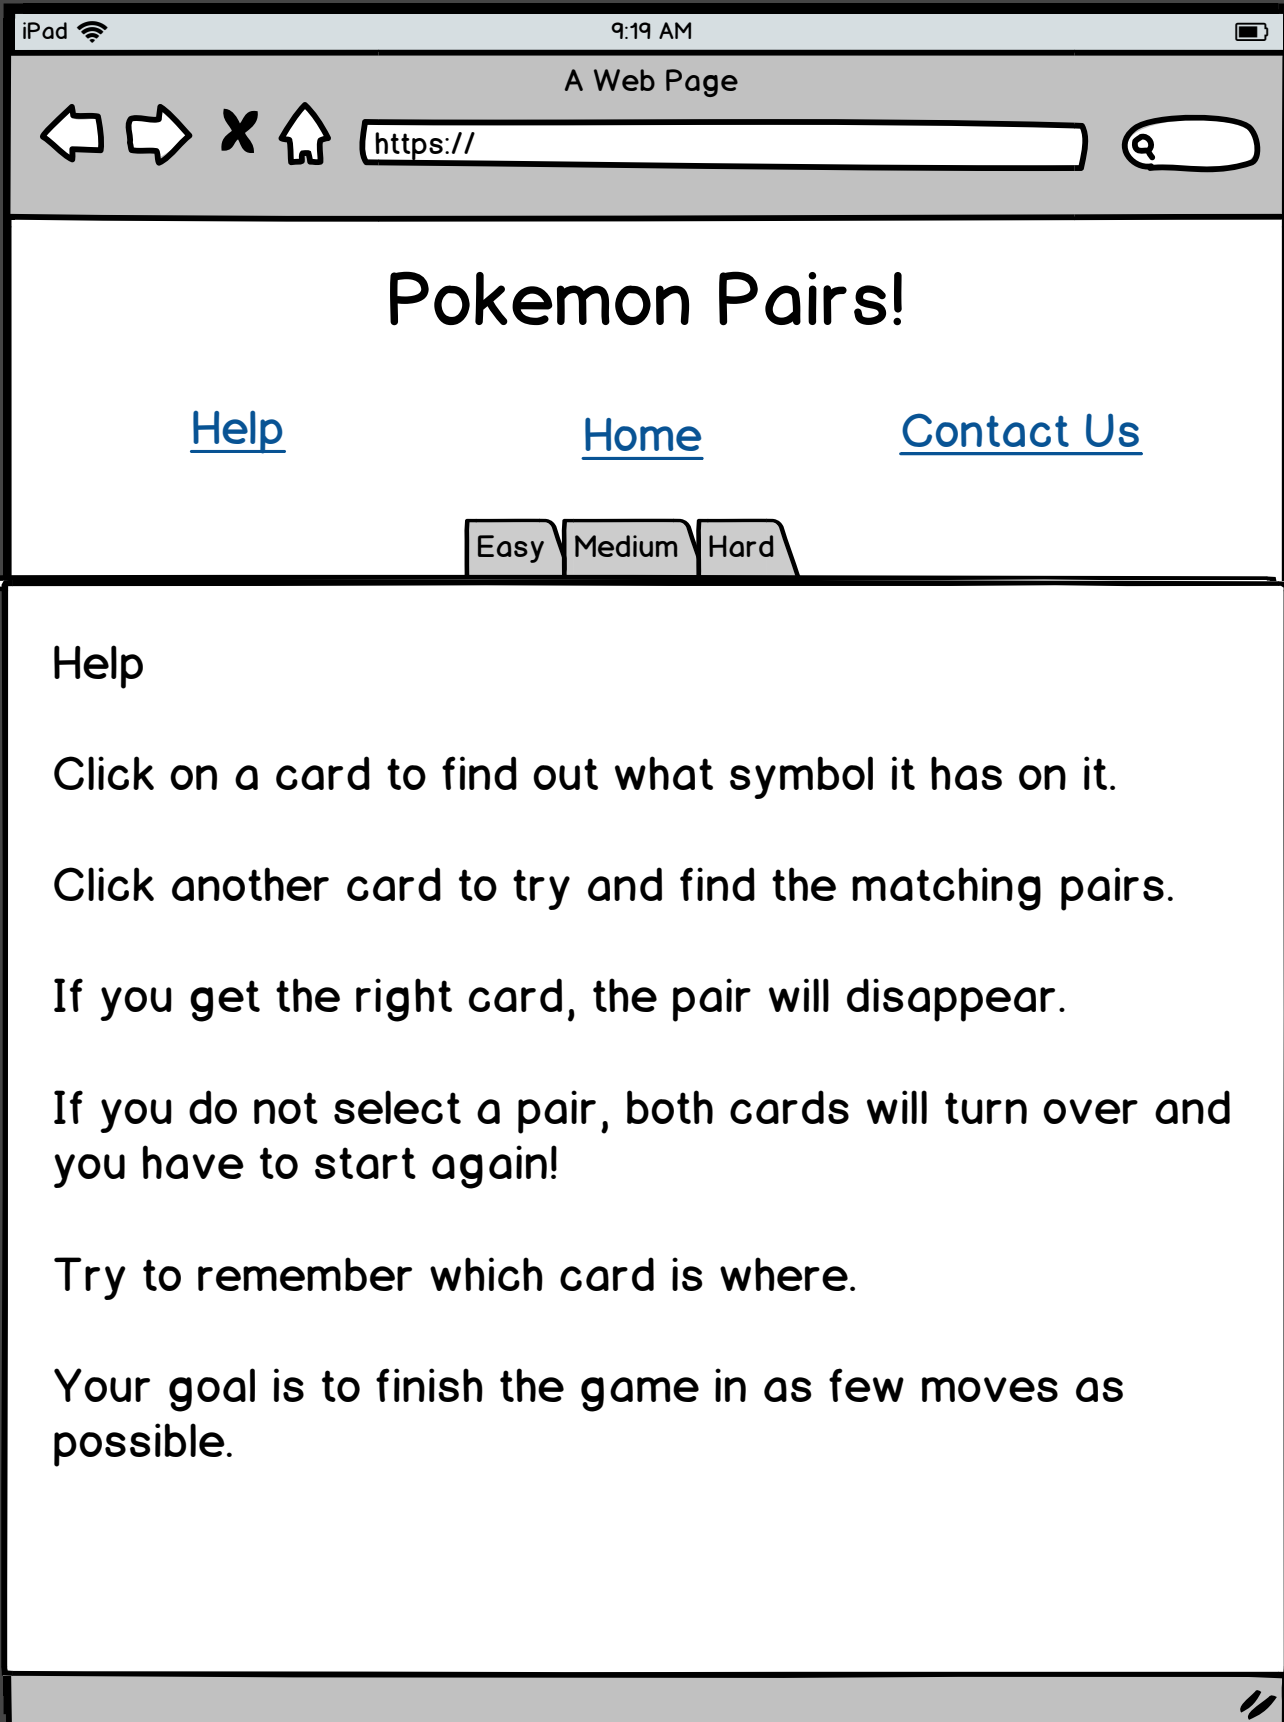 iPad 9:19 AM
A Web Page
https://
Pokemon Pairs!
Help Home Contact Us
Easy Medium Hard
Help
Click on a card to find out what symbol it has on it.
Click another card to try and find the matching pairs.
If you get the right card, the pair will disappear.
If you do not select a pair, both cards will turn over and
you have to start again!
Try to remember which card is where.
Your goal is to finish the game in as few moves as
possible.